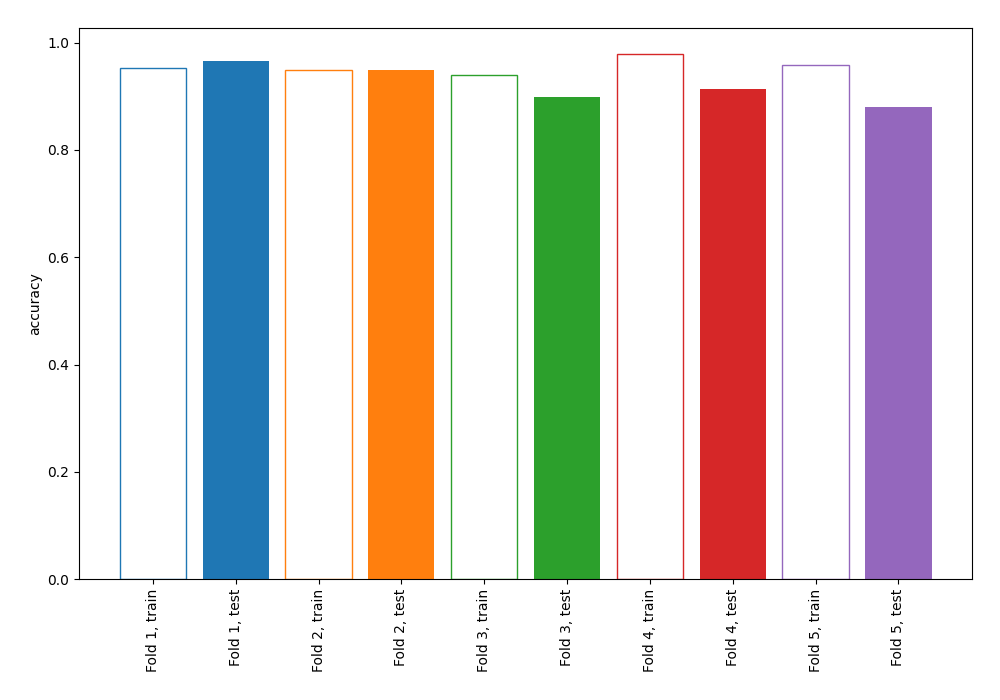 accuracy
1.0
0.8
0.6
0.4
0.2
0.0
Fold 1, train
Fold 1, test
Fold 2, train
Fold 2, test
Fold 3, train
Fold 3, test
Fold 4, train
Fold 4, test
Fold 5, train
Fold 5, test